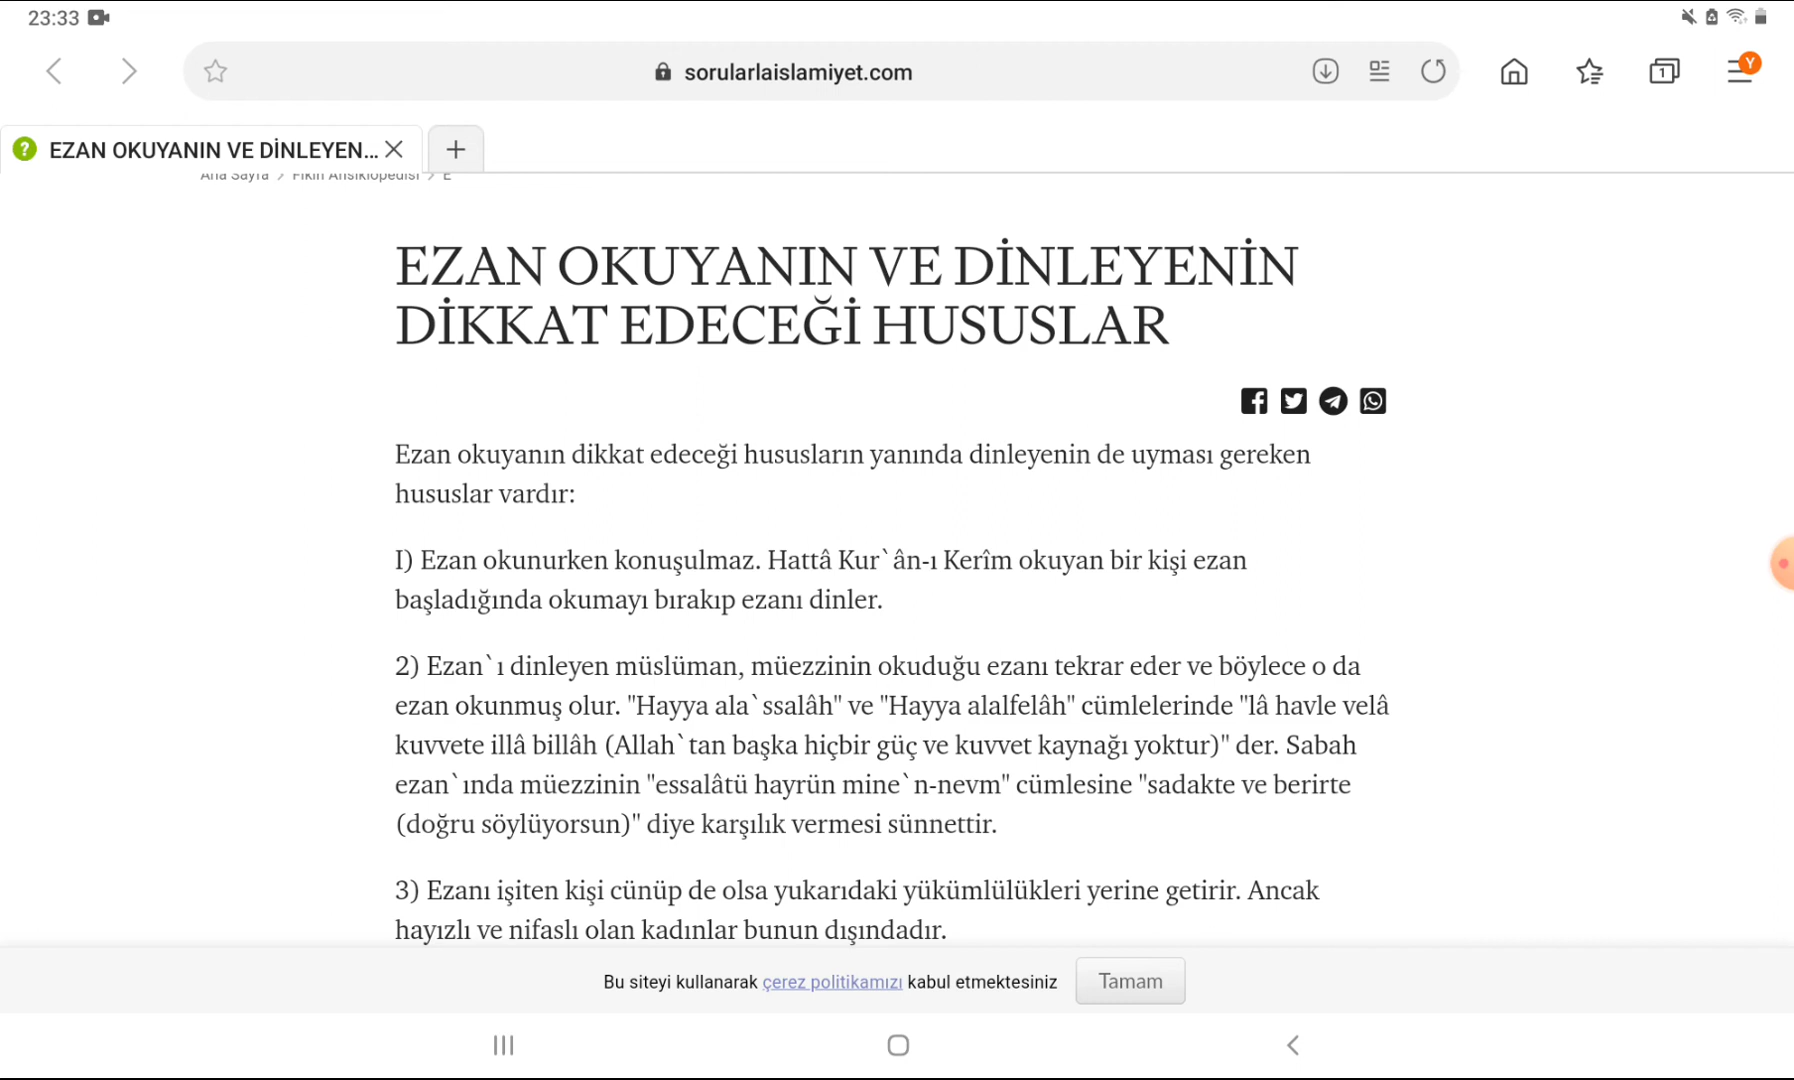 23:33
sorularlaislamiyet.com
1
Y
? EZAN OKUYANIN VE DİNLEYEN...
Ana Sayfa > Fıkıh Ansiklopedisi > E
EZAN OKUYANIN VE DİNLEYENİN
DİKKAT EDECEĞİ HUSUSLAR
Ezan okuyanın dikkat edeceği hususların yanında dinleyenin de uyması gereken
hususlar vardır:
I) Ezan okunurken konuşulmaz. Hattâ Kur`ân-ı Kerîm okuyan bir kişi ezan
başladığında okumayı bırakıp ezanı dinler.
2) Ezan`ı dinleyen müslüman, müezzinin okuduğu ezanı tekrar eder ve böylece o da
ezan okunmuş olur. "Hayya ala`ssalâh" ve "Hayya alalfelâh" cümlelerinde "lâ havle velâ
kuvvete illâ billâh (Allah`tan başka hiçbir güç ve kuvvet kaynağı yoktur)" der. Sabah
ezan`ında müezzinin "essalâtü hayrün mine`n-nevm" cümlesine "sadakte ve berirte
(doğru söylüyorsun)" diye karşılık vermesi sünnettir.
3) Ezanı işiten kişi cünüp de olsa yukarıdaki yükümlülükleri yerine getirir. Ancak
hayızlı ve nifaslı olan kadınlar bunun dışındadır.
Bu siteyi kullanarak çerez politikamızı kabul etmektesiniz
Tamam